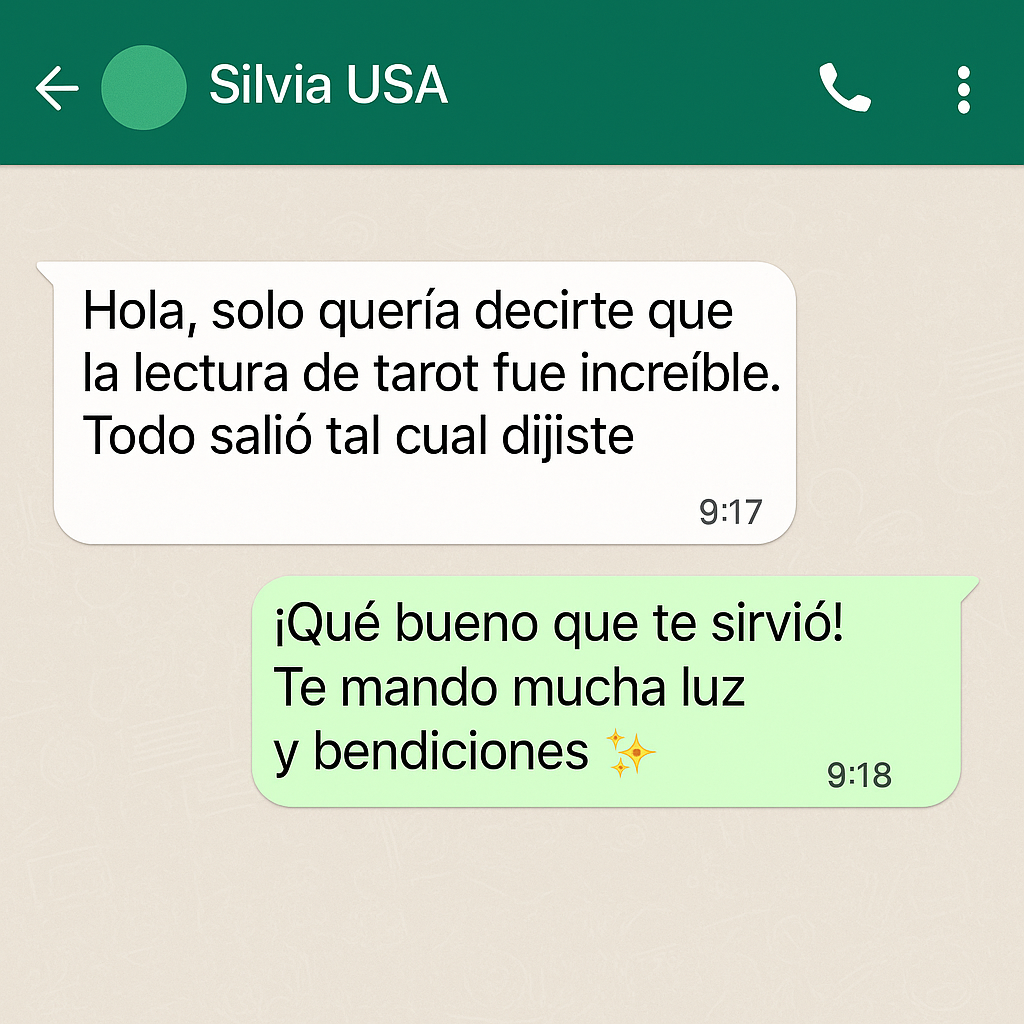 Silvia USA
Hola, solo quería decirte que
la lectura de tarot fue increíble.
Todo salió tal cual dijiste
9:17
¡Qué bueno que te sirvió!
Te mando mucha luz
y bendiciones ✨
9:18